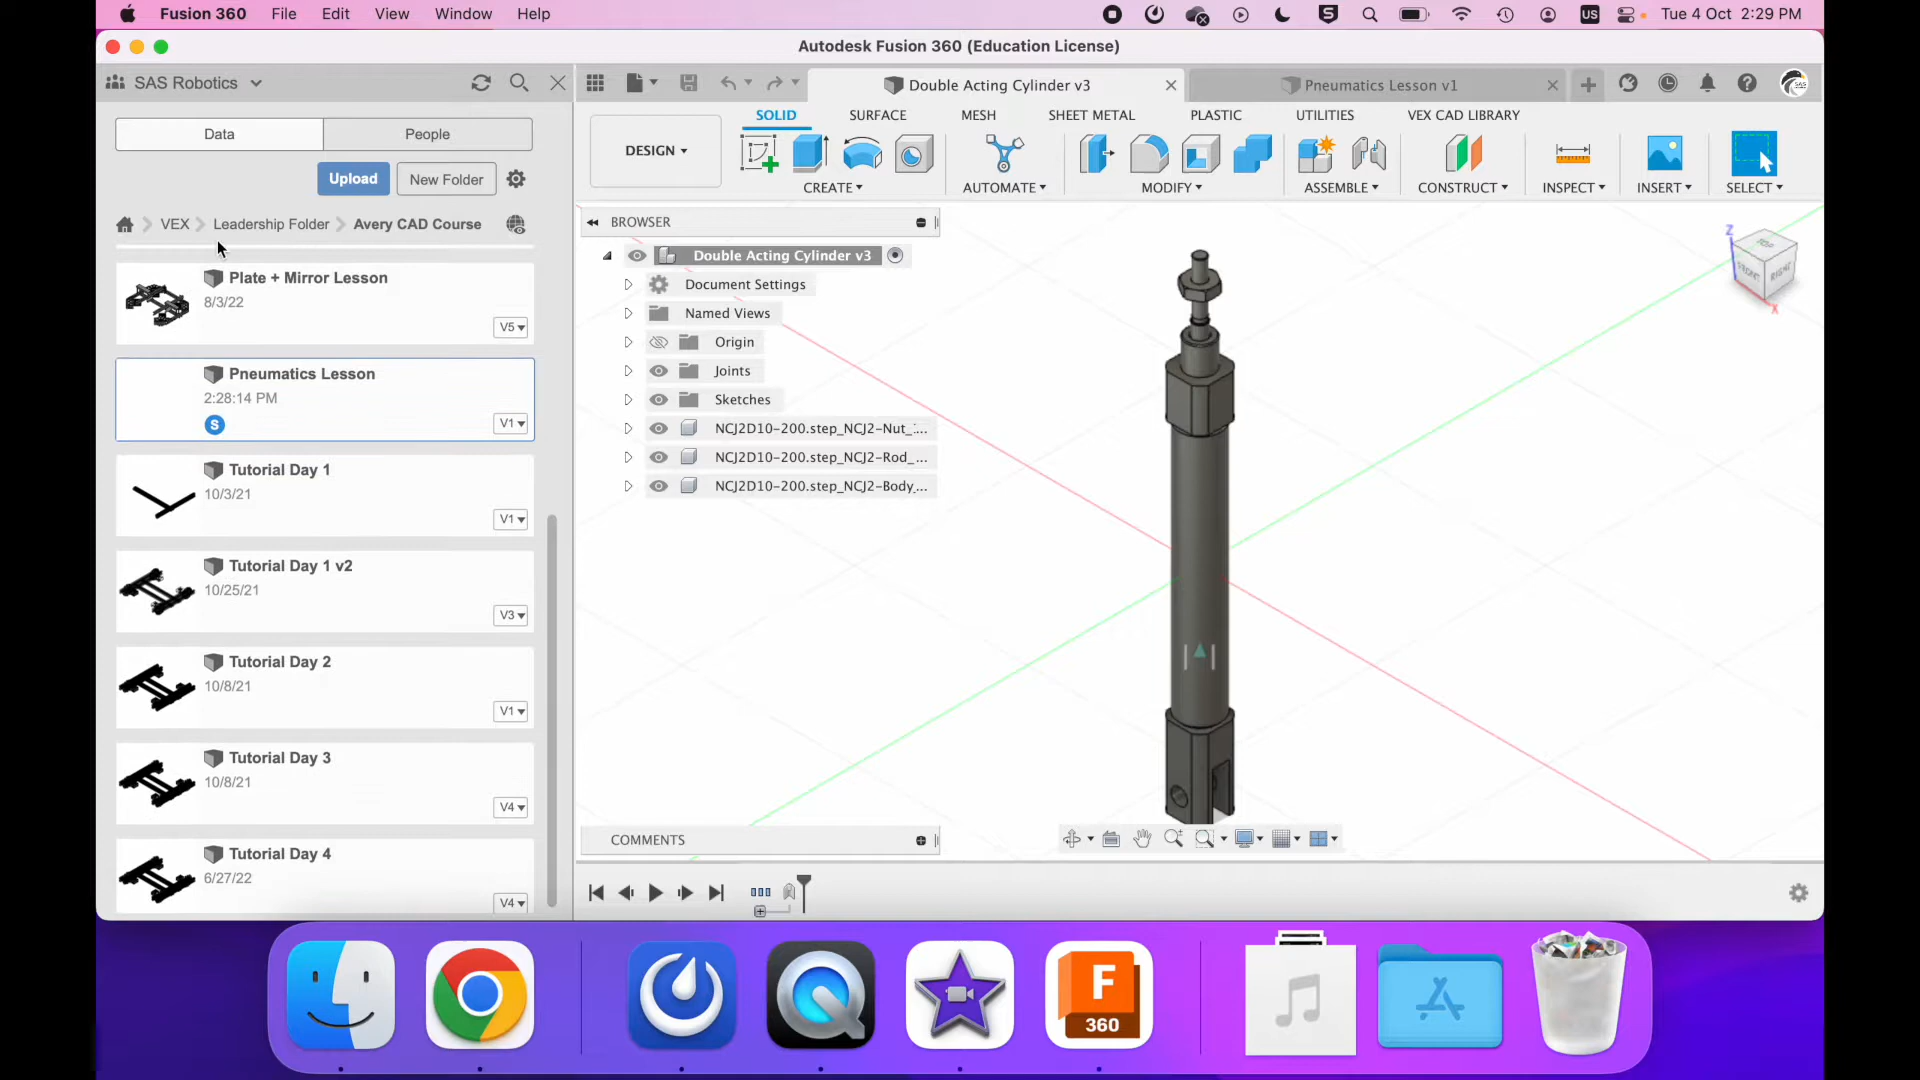 Fusion 360 File Edit View Window Help US Tue 4 Oct 2:29 PM
Autodesk Fusion 360 (Education License)
SAS Robotics
Double Acting Cylinder v3
Pneumatics Lesson v1
Data People
SOLID SURFACE MESH SHEET METAL PLASTIC UTILITIES VEX CAD LIBRARY
DESIGN
Upload New Folder
CREATE AUTOMATE MODIFY ASSEMBLE CONSTRUCT INSPECT INSERT SELECT
VEX Leadership Folder Avery CAD Course
BROWSER
Double Acting Cylinder v3
Document Settings
Named Views
Origin
Joints
Sketches
NCJ2D10-200.step_NCJ2-Nut_:...
NCJ2D10-200.step_NCJ2-Rod_...
NCJ2D10-200.step_NCJ2-Body_...
Z
TOP
FRONT RIGHT
X
Plate + Mirror Lesson
8/3/22
V5
Pneumatics Lesson
2:28:14 PM
S
V1
Tutorial Day 1
10/3/21
V1
Tutorial Day 1 v2
10/25/21
V3
Tutorial Day 2
10/8/21
V1
Tutorial Day 3
10/8/21
V4
Tutorial Day 4
6/27/22
V4
COMMENTS
F
360